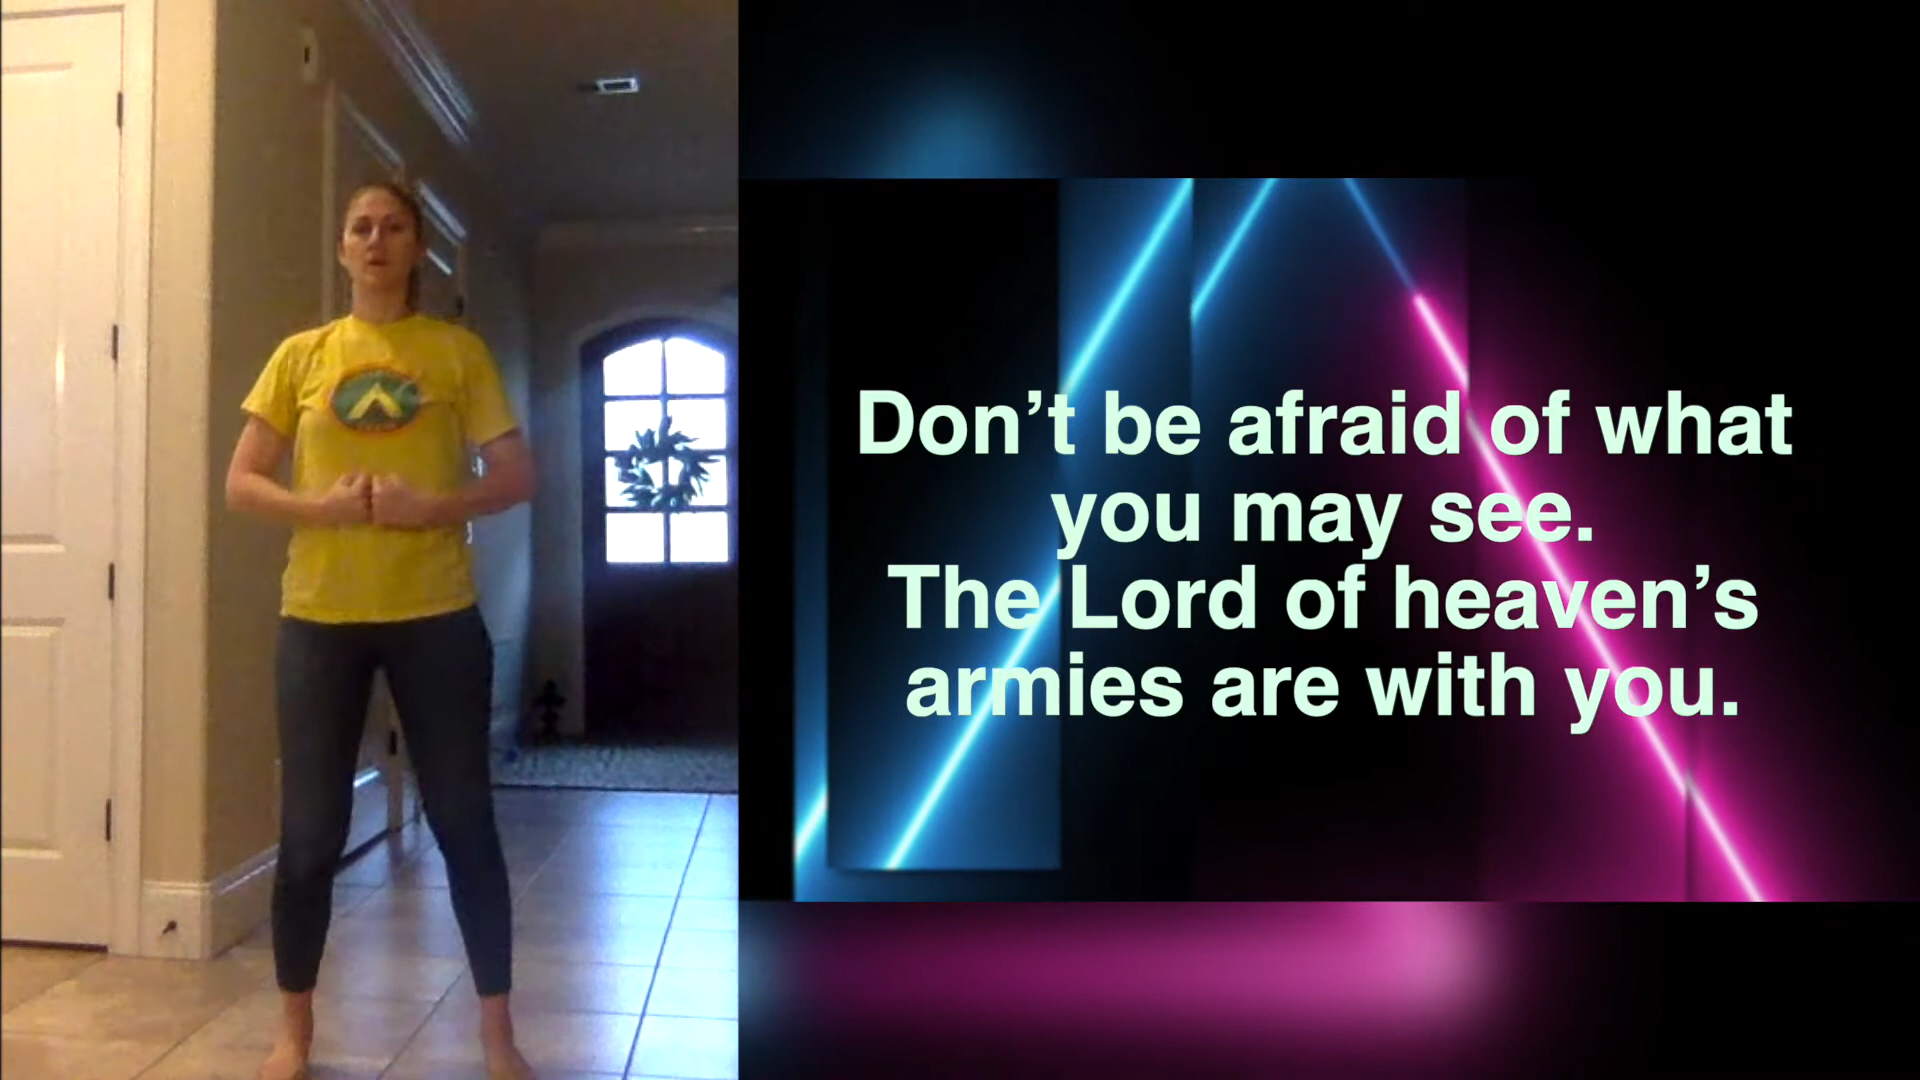 Don’t be afraid of what
you may see.
The Lord of heaven’s
armies are with you.